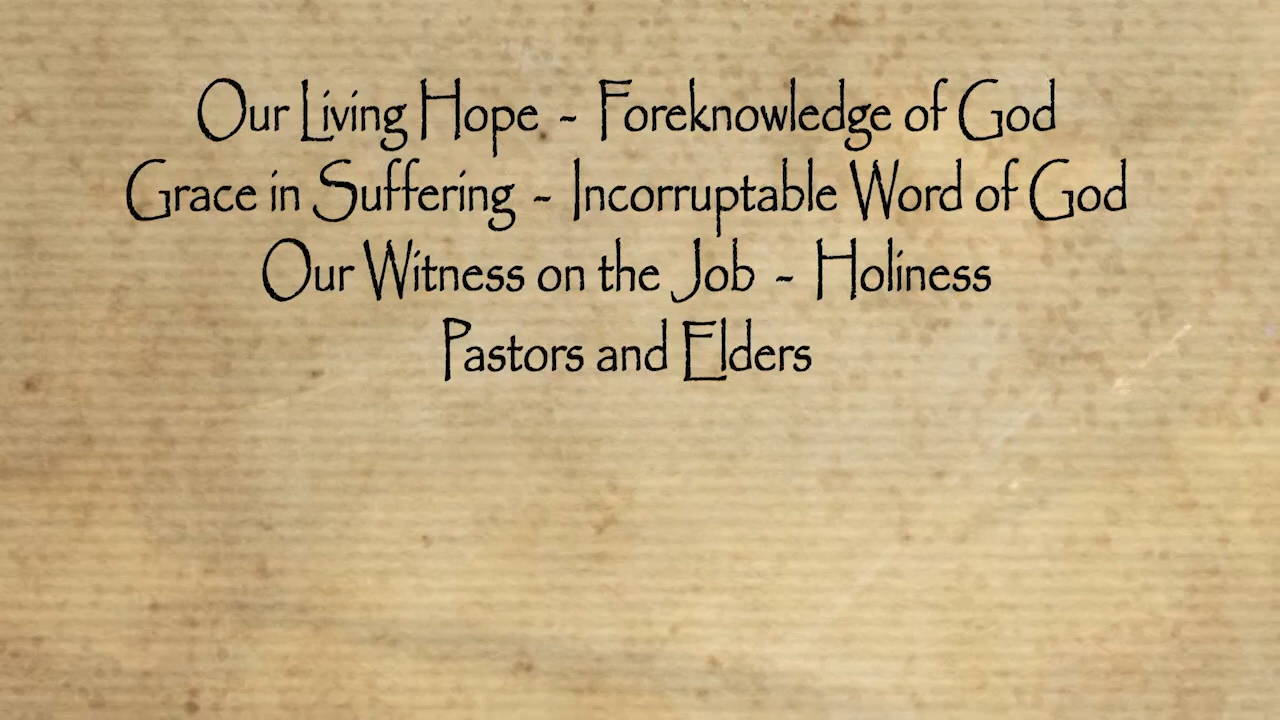 Our Living Hope - Foreknowledge of God
Grace in Suffering - Incorruptable Word of God
Our Witness on the Job - Holiness
Pastors and Elders